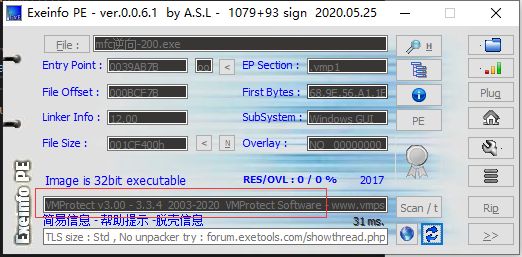 Exeinfo PE - ver.0.0.6.1 by A.S.L - 1079+93 sign 2020.05.25
File : mfc逆向-200.exe H
Entry Point : 0039AB7B oo < EP Section : .vmp1
File Offset : 000BCF7B First Bytes : 68.9E.56.A1.1F Plug
Linker Info : 12.00 SubSystem : Windows GUI PE
File Size : 001CF400h < N Overlay : NO 00000000
Image is 32bit executable RES/OVL : 0 / 0 % 2017
Exeinfo PE
VMProtect v3.00 - 3.3.4 2003-2020 VMProtect Software - www.vmps Scan / t Rip
简易信息 - 帮助提示 -脱壳信息 31 ms.
TLS size : Std , No unpacker try : forum.exetools.com/showthread.php >>